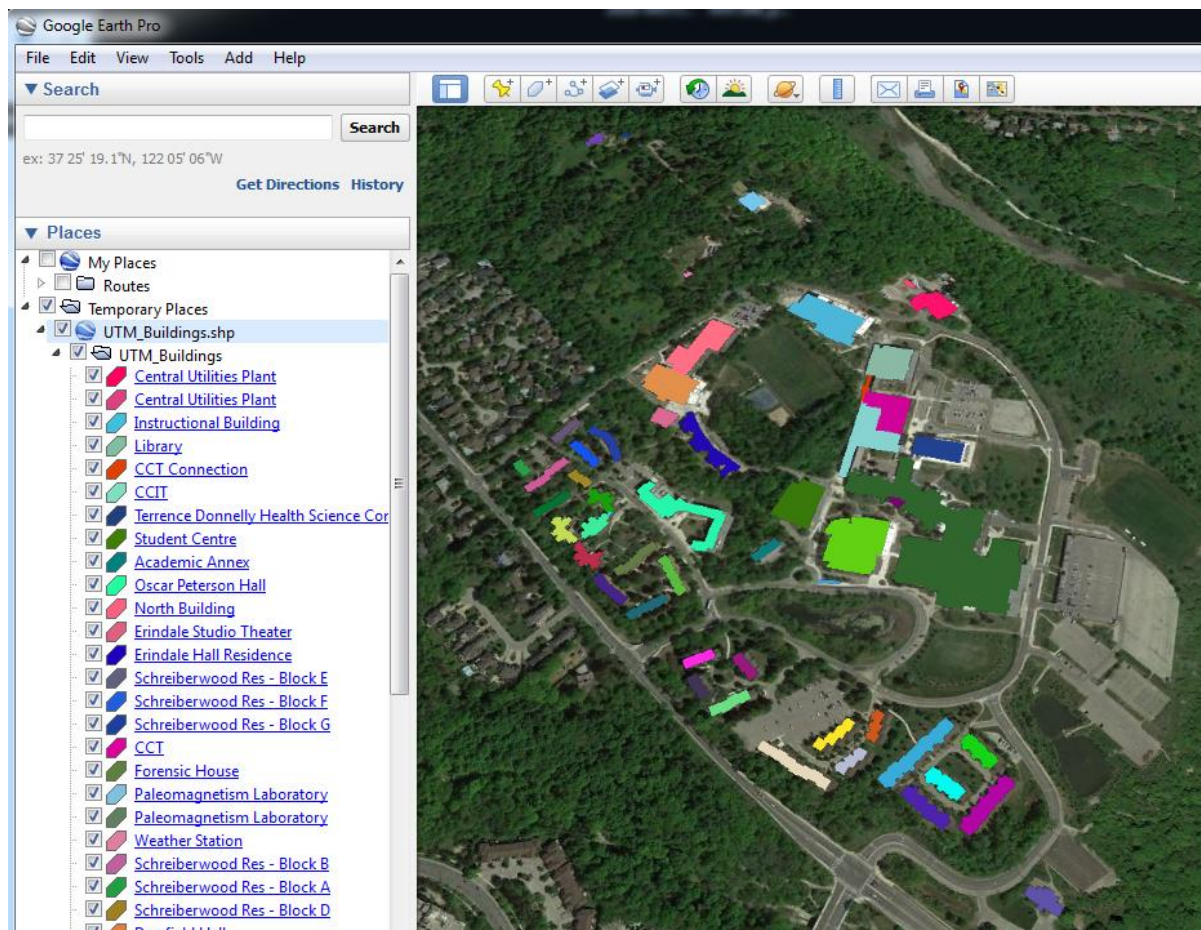 Google Earth Pro
File Edit View Tools Add Help
Search
Search
ex: 37 25' 19.1"N, 122 05' 06"W
Get Directions History
Places
My Places
Routes
Temporary Places
UTM_Buildings.shp
UTM_Buildings
Central Utilities Plant
Central Utilities Plant
Instructional Building
Library
CCT Connection
CCIT
Terrence Donnelly Health Science Cor
Student Centre
Academic Annex
Oscar Peterson Hall
North Building
Erindale Studio Theater
Erindale Hall Residence
Schreiberwood Res - Block E
Schreiberwood Res - Block F
Schreiberwood Res - Block G
CCT
Forensic House
Paleomagnetism Laboratory
Paleomagnetism Laboratory
Weather Station
Schreiberwood Res - Block B
Schreiberwood Res - Block A
Schreiberwood Res - Block D